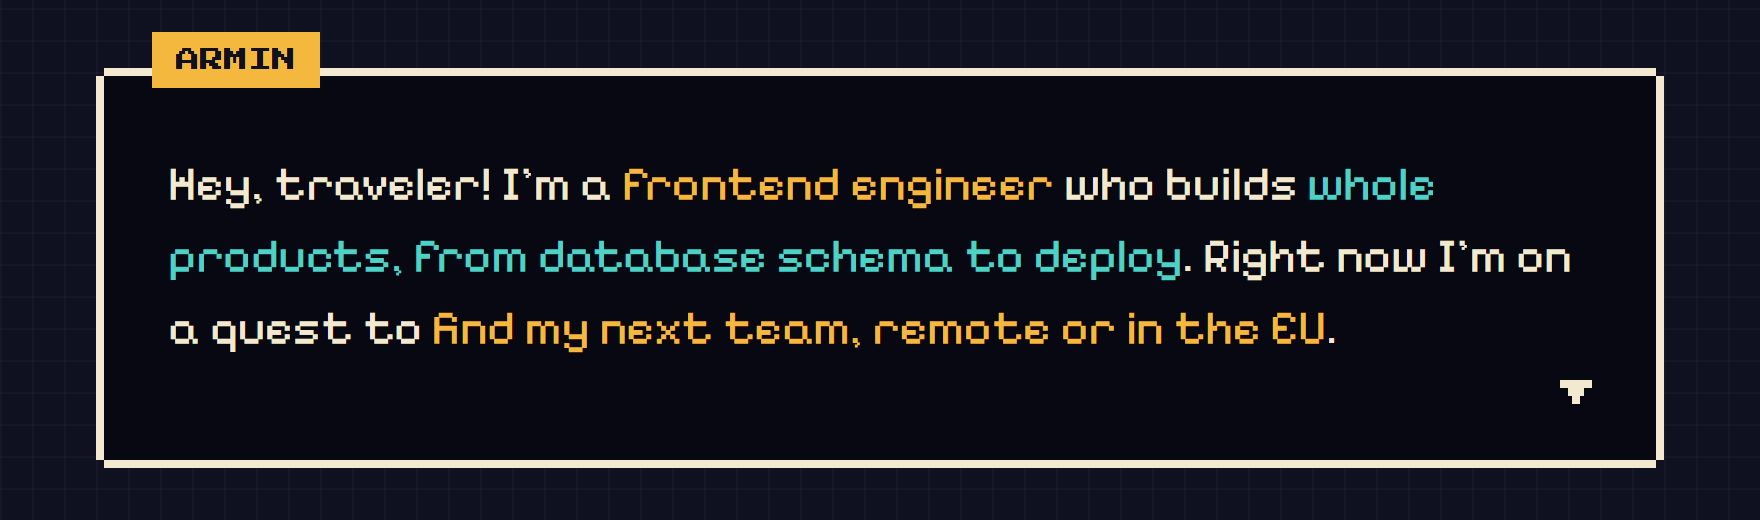 ARMIN
Hey, traveler! I'm a frontend engineer who builds whole
products, from database schema to deploy. Right now I'm on
a quest to find my next team, remote or in the EU.